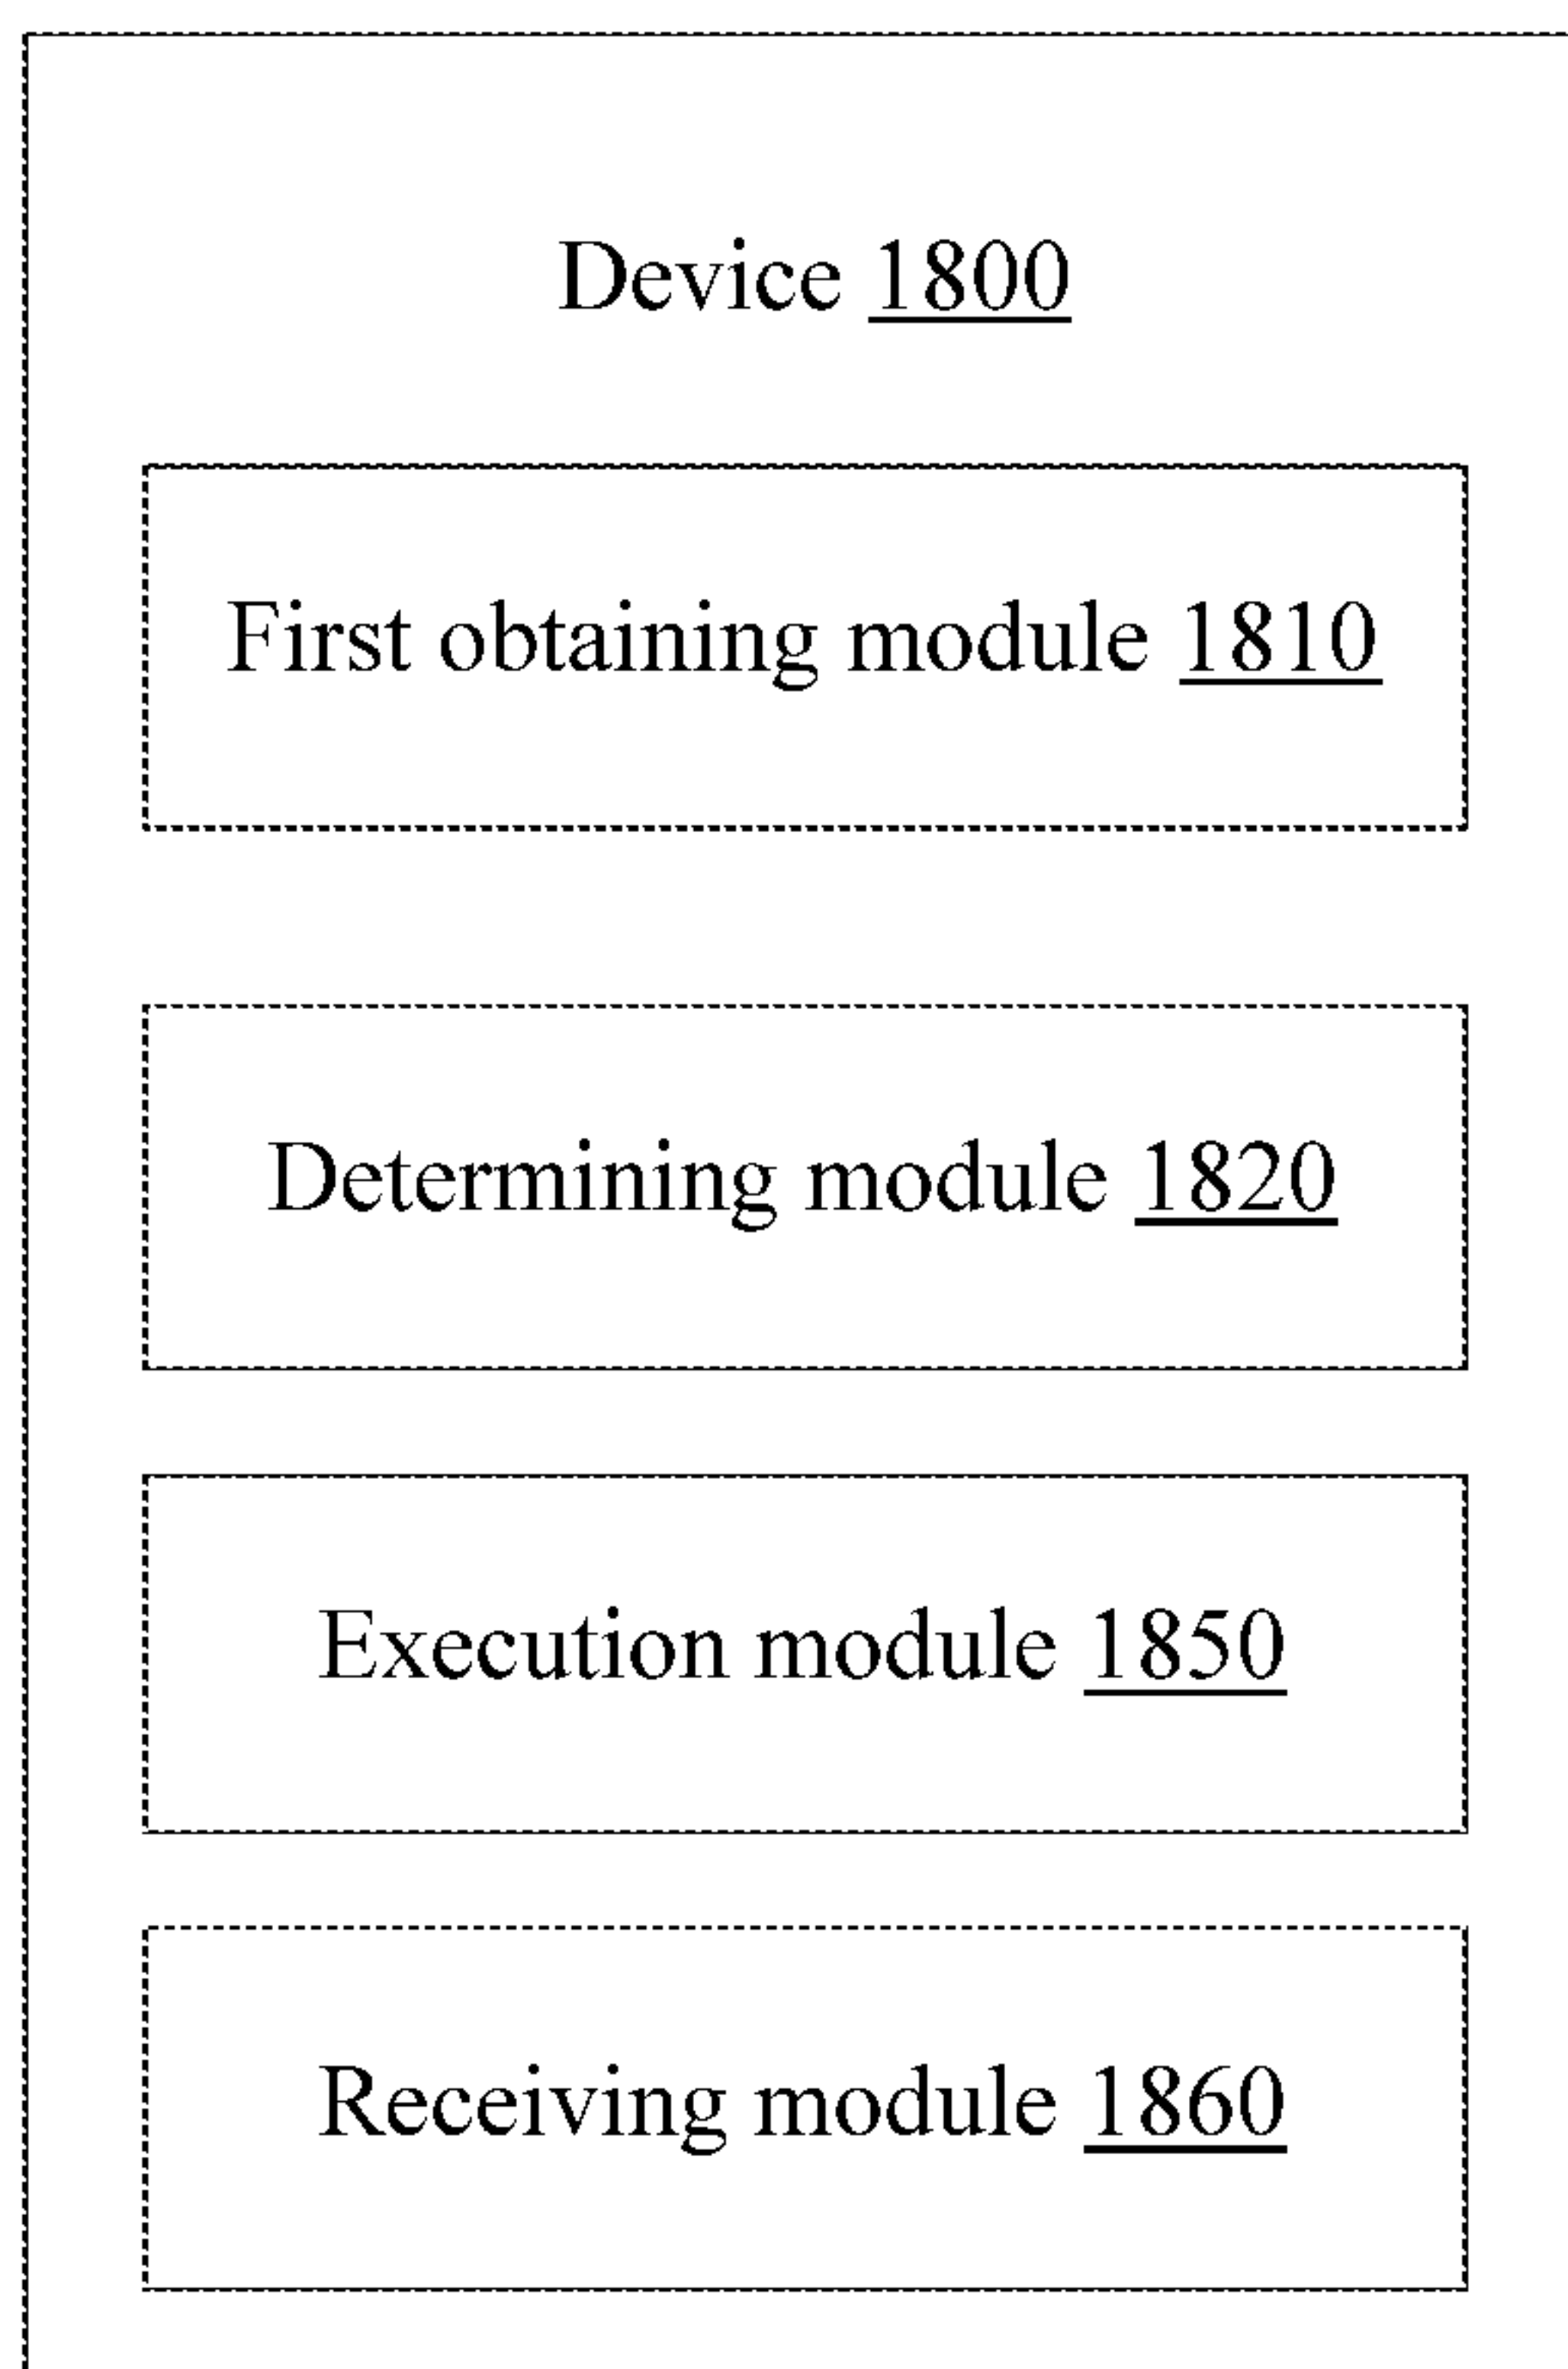 Device 1800
First obtaining module 1810
Determining module 1820
Execution module 1850
Receiving module 1860